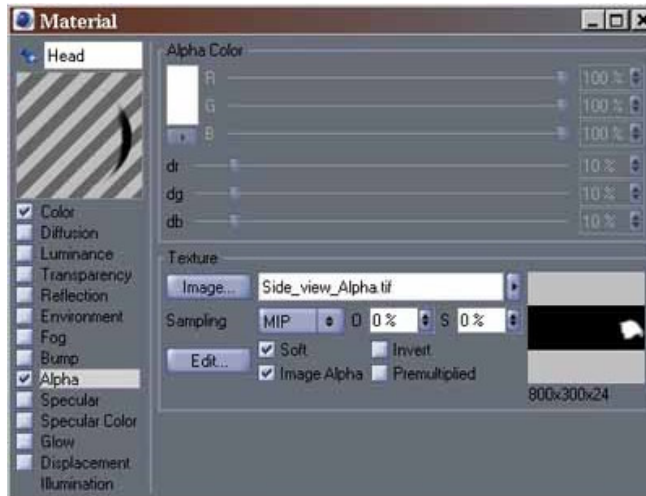 Material
Head
Alpha Color
R 100 %
G 100 %
B 100 %
dr 10 %
dg 10 %
db 10 %
Color
Diffusion
Luminance
Transparency
Reflection
Environment
Fog
Bump
Alpha
Specular
Specular Color
Glow
Displacement
Illumination
Texture
Image... Side_view_Alpha.tif
Sampling MIP O 0 % S 0 %
Edit... Soft Invert
Image Alpha Premultiplied
800x300x24